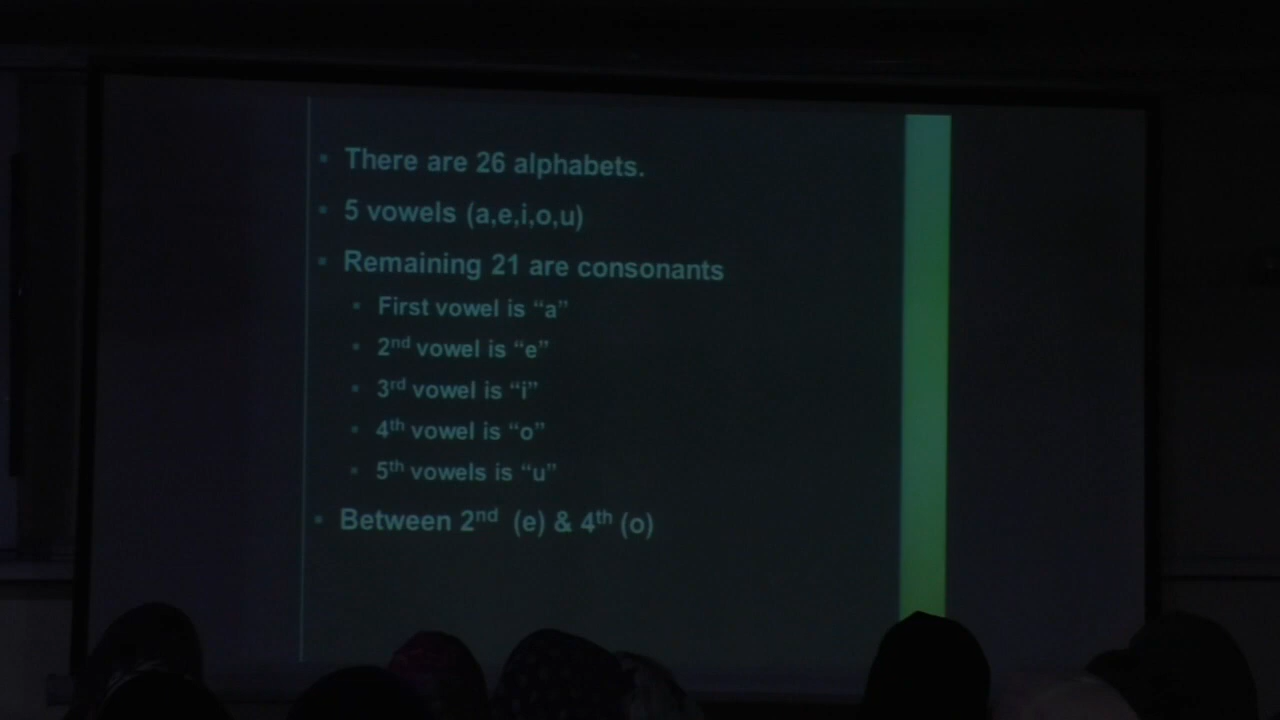 There are 26 alphabets.
5 vowels (a,e,i,o,u)
Remaining 21 are consonants
First vowel is “a”
2nd vowel is “e”
3rd vowel is “i”
4th vowel is “o”
5th vowels is “u”
Between 2nd (e) & 4th (o)